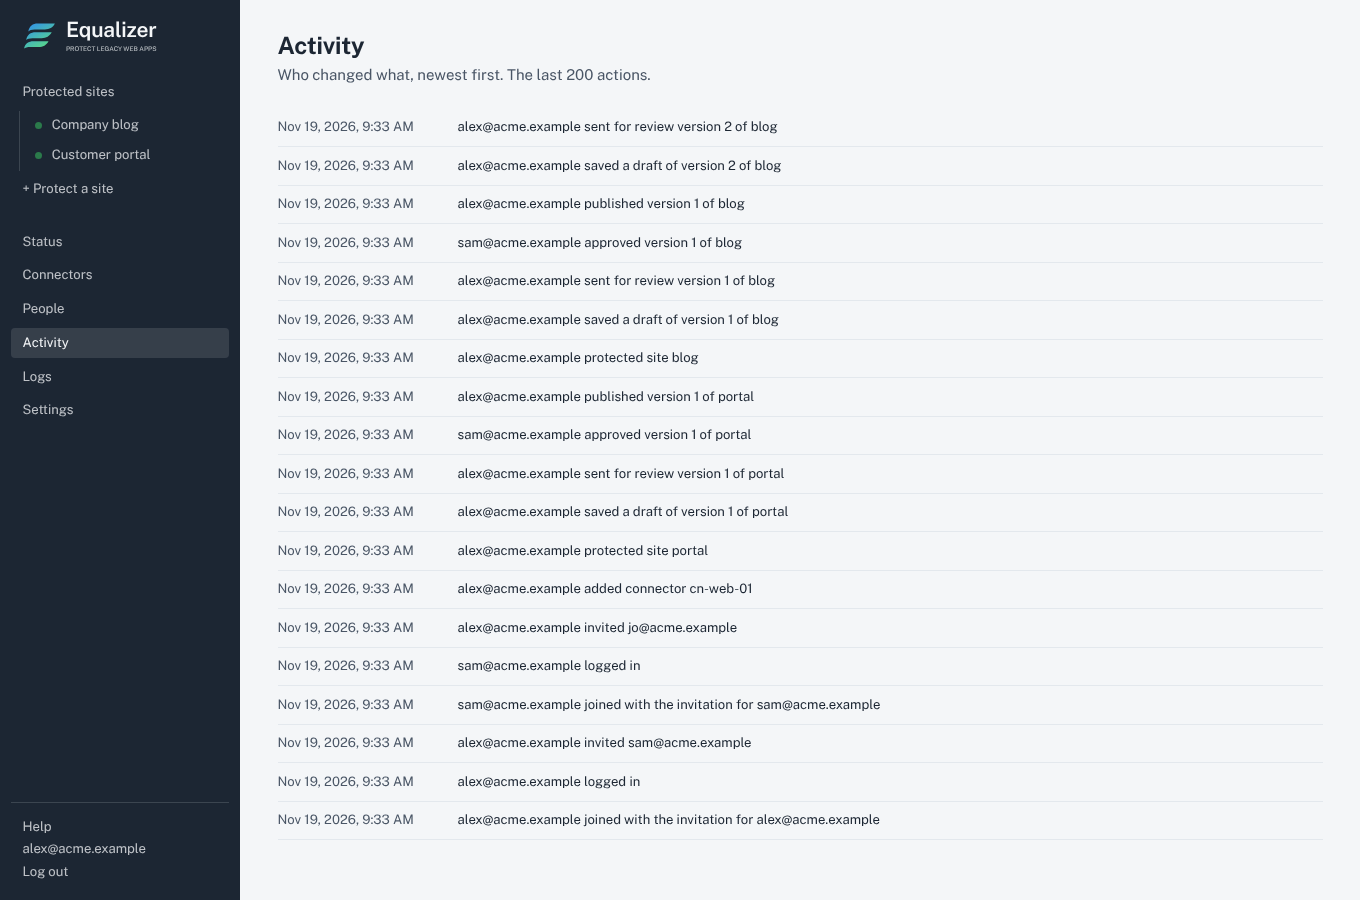 Equalizer
PROTECT LEGACY WEB APPS
Protected sites
Company blog
Customer portal
+ Protect a site
Status
Connectors
People
Activity
Logs
Settings
Help
alex@acme.example
Log out
Activity
Who changed what, newest first. The last 200 actions.
Nov 19, 2026, 9:33 AM alex@acme.example sent for review version 2 of blog
Nov 19, 2026, 9:33 AM alex@acme.example saved a draft of version 2 of blog
Nov 19, 2026, 9:33 AM alex@acme.example published version 1 of blog
Nov 19, 2026, 9:33 AM sam@acme.example approved version 1 of blog
Nov 19, 2026, 9:33 AM alex@acme.example sent for review version 1 of blog
Nov 19, 2026, 9:33 AM alex@acme.example saved a draft of version 1 of blog
Nov 19, 2026, 9:33 AM alex@acme.example protected site blog
Nov 19, 2026, 9:33 AM alex@acme.example published version 1 of portal
Nov 19, 2026, 9:33 AM sam@acme.example approved version 1 of portal
Nov 19, 2026, 9:33 AM alex@acme.example sent for review version 1 of portal
Nov 19, 2026, 9:33 AM alex@acme.example saved a draft of version 1 of portal
Nov 19, 2026, 9:33 AM alex@acme.example protected site portal
Nov 19, 2026, 9:33 AM alex@acme.example added connector cn-web-01
Nov 19, 2026, 9:33 AM alex@acme.example invited jo@acme.example
Nov 19, 2026, 9:33 AM sam@acme.example logged in
Nov 19, 2026, 9:33 AM sam@acme.example joined with the invitation for sam@acme.example
Nov 19, 2026, 9:33 AM alex@acme.example invited sam@acme.example
Nov 19, 2026, 9:33 AM alex@acme.example logged in
Nov 19, 2026, 9:33 AM alex@acme.example joined with the invitation for alex@acme.example